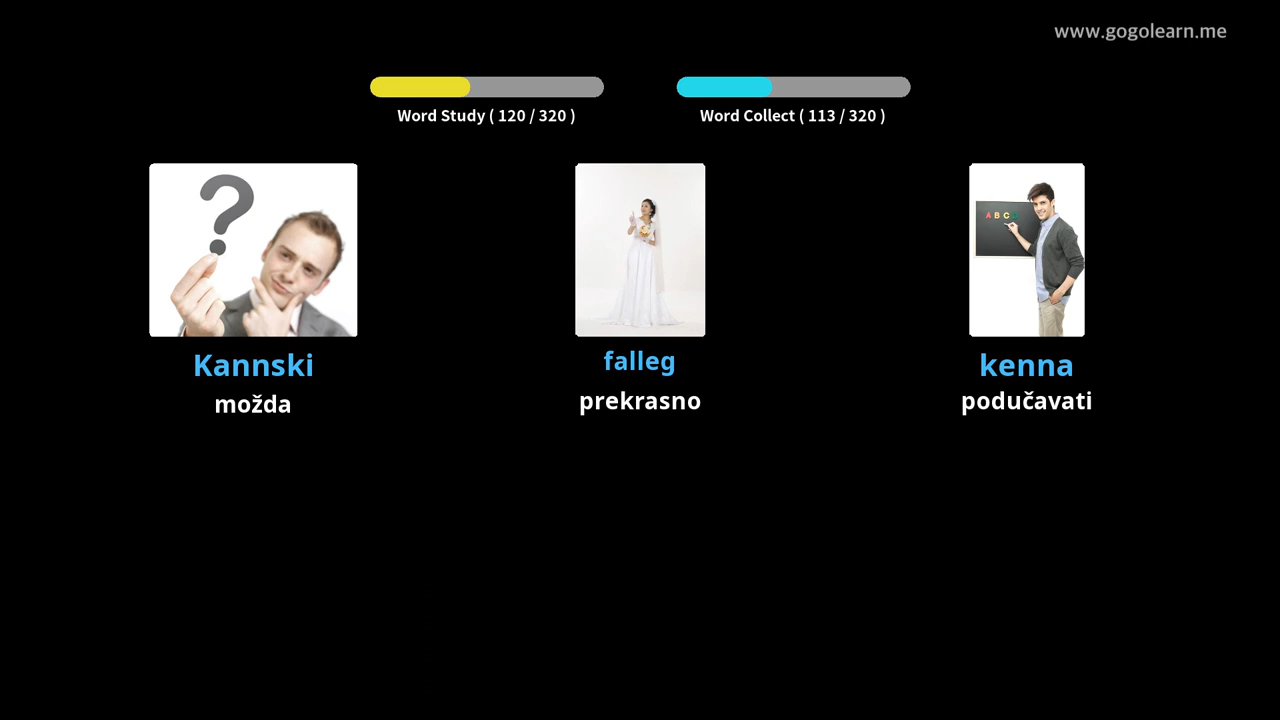 www.gogolearn.me
Word Study ( 120 / 320 )
Word Collect ( 113 / 320 )
A B C D
Kannski
falleg
kenna
možda
prekrasno
podučavati